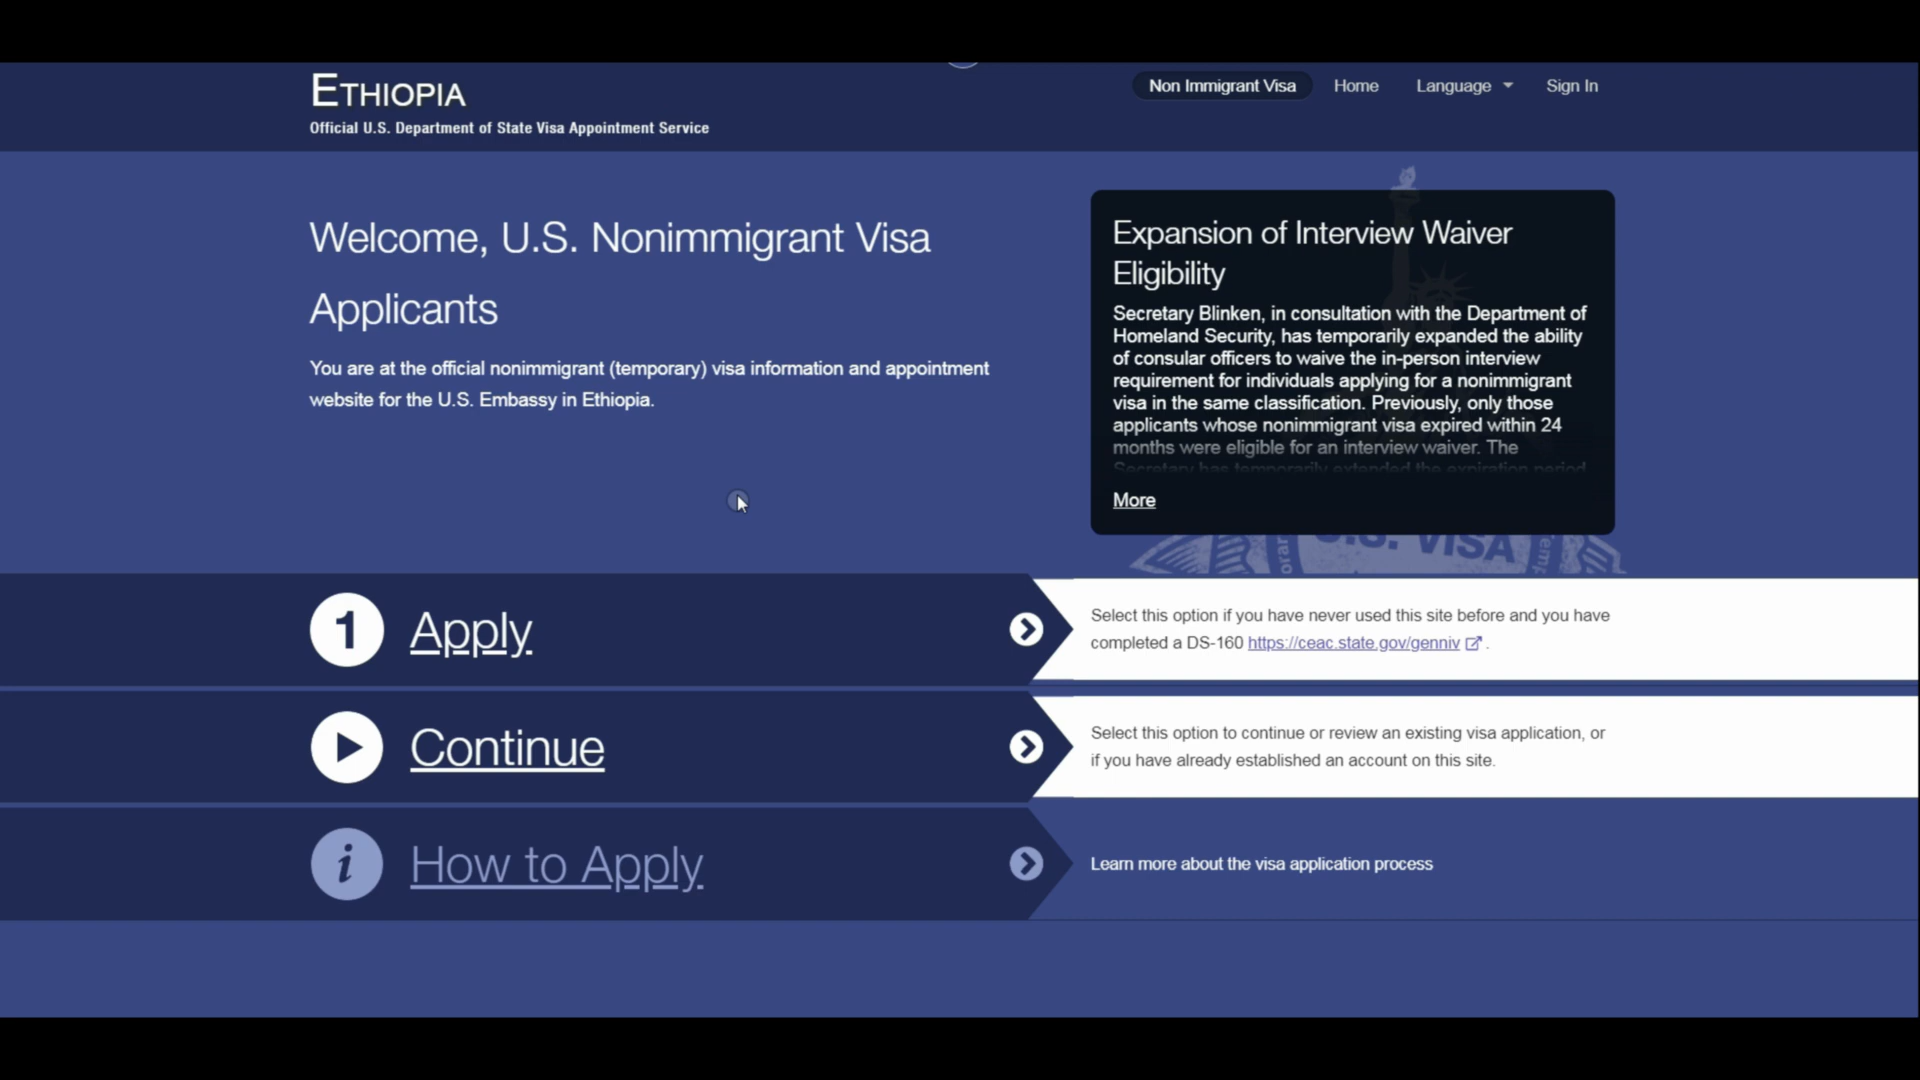 ETHIOPIA
Official U.S. Department of State Visa Appointment Service
Non Immigrant Visa
Home
Language
Sign In
Welcome, U.S. Nonimmigrant Visa
Applicants
You are at the official nonimmigrant (temporary) visa information and appointment
website for the U.S. Embassy in Ethiopia.
Expansion of Interview Waiver
Eligibility
Secretary Blinken, in consultation with the Department of
Homeland Security, has temporarily expanded the ability
of consular officers to waive the in-person interview
requirement for individuals applying for a nonimmigrant
visa in the same classification. Previously, only those
applicants whose nonimmigrant visa expired within 24
months were eligible for an interview waiver. The
Secretary has temporarily extended the expiration period
More
U.S. VISA
1 Apply
Select this option if you have never used this site before and you have
completed a DS-160 https://ceac.state.gov/genniv .
Continue
Select this option to continue or review an existing visa application, or
if you have already established an account on this site.
i How to Apply
Learn more about the visa application process